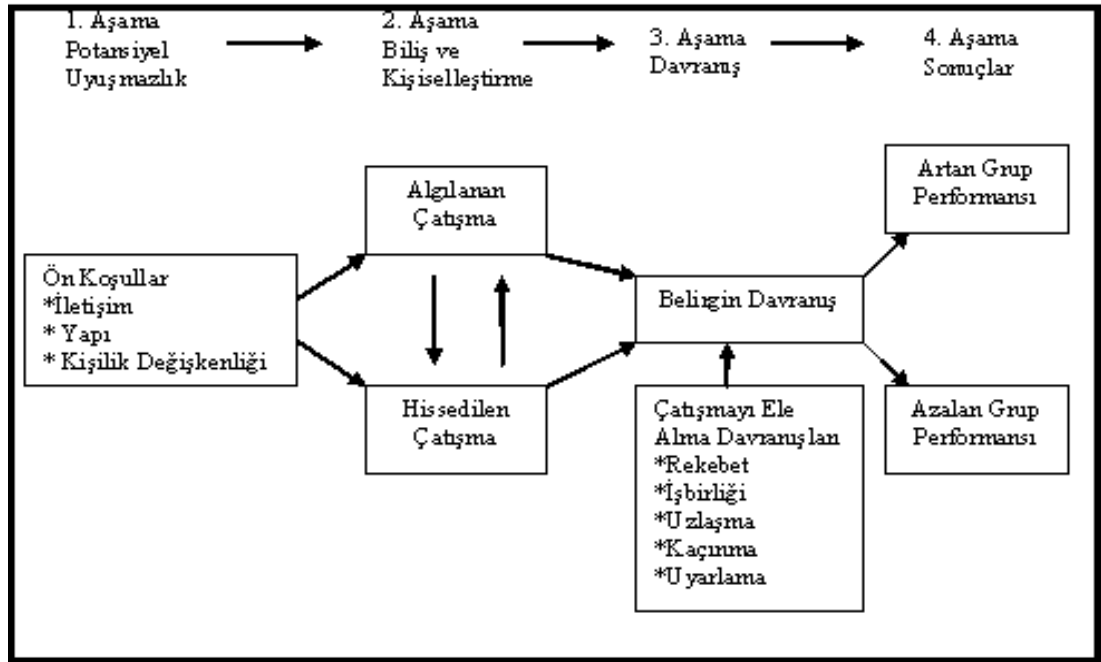 1. Aşama
Potansiyel
Uyuşmazlık
2. Aşama
Biliş ve
Kişiselleştirme
3. Aşama
Davranış
4. Aşama
Sonuçlar
Ön Koşullar
*İletişim
* Yapı
* Kişilik Değişkenliği
Algılanan
Çatışma
Hissedilen
Çatışma
Belirgin Davranış
Çatışmayı Ele
Alma Davranışları
*Rekebet
*İşbirliği
*Uzlaşma
*Kaçınma
*Uyarlama
Artan Grup
Performansı
Azalan Grup
Performansı